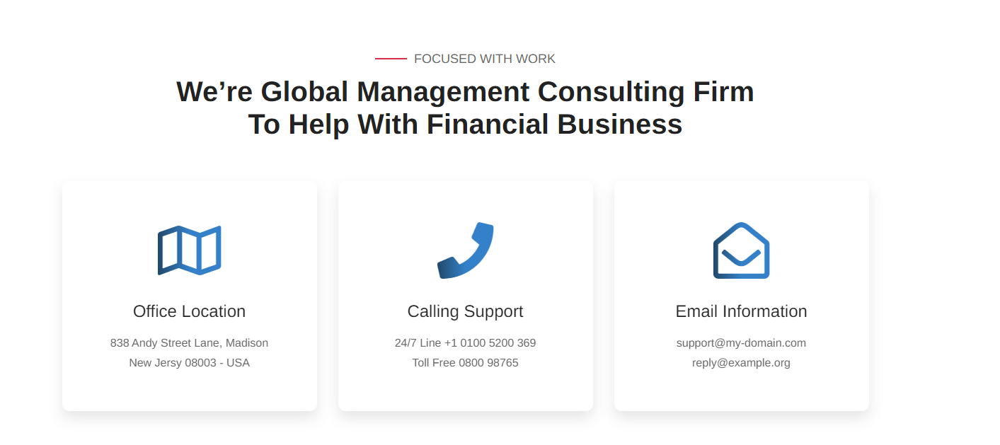 FOCUSED WITH WORK
We’re Global Management Consulting Firm
To Help With Financial Business
Office Location
838 Andy Street Lane, Madison
New Jersy 08003 - USA
Calling Support
24/7 Line +1 0100 5200 369
Toll Free 0800 98765
Email Information
support@my-domain.com
reply@example.org